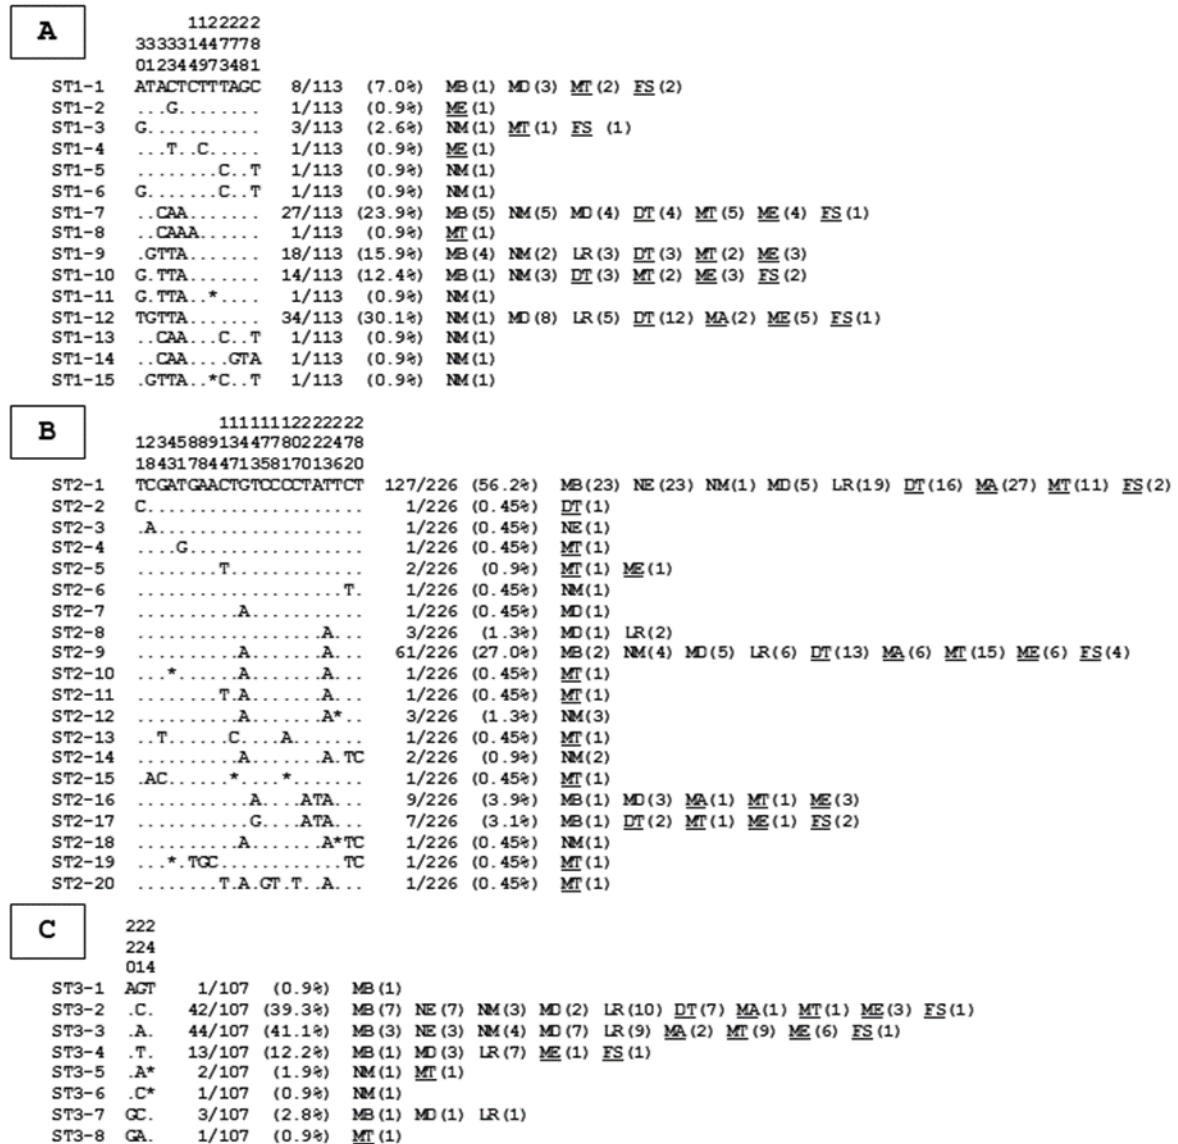 A
112222 2
333314477 78
012344973481
ST1-1 ATACTCTTTAGC 8/113 (7.0%) MB(1) MD(3) MT(2) FS(2)
ST1-2 ...G........ 1/113 (0.9%) ME(1)
ST1-3 G........... 3/113 (2.6%) NM(1) MT(1) FS (1)
ST1-4 ...T..C..... 1/113 (0.9%) ME(1)
ST1-5 ........C..T 1/113 (0.9%) NM(1)
ST1-6 G.......C..T 1/113 (0.9%) NM(1)
ST1-7 ..CAA....... 27/113 (23.9%) MB(5) NM(5) MD(4) DT(4) MT(5) ME(4) FS(1)
ST1-8 ..CAAA...... 1/113 (0.9%) MT(1)
ST1-9 .GTTA....... 18/113 (15.9%) MB(4) NM(2) LR(3) DT(3) MT(2) ME(3)
ST1-10 G.TTA....... 14/113 (12.4%) MB(1) NM(3) DT(3) MT(2) ME(3) FS(2)
ST1-11 G.TTA..*.... 1/113 (0.9%) NM(1)
ST1-12 TGTTA....... 34/113 (30.1%) NM(1) MD(8) LR(5) DT(12) MA(2) ME(5) FS(1)
ST1-13 ..CAA...C..T 1/113 (0.9%) NM(1)
ST1-14 ..CAA....GTA 1/113 (0.9%) NM(1)
ST1-15 .GTTA..*C..T 1/113 (0.9%) NM(1)
B
11111112222222
1234588913447780222478
1843178447135817013620
ST2-1 TCGATGAACTGTCCCCTATTCT 127/226 (56.2%) MB(23) NE(23) NM(1) MD(5) LR(19) DT(16) MA(27) MT(11) FS(2)
ST2-2 C..................... 1/226 (0.45%) DT(1)
ST2-3 .A.................... 1/226 (0.45%) NE(1)
ST2-4 ....G................. 1/226 (0.45%) MT(1)
ST2-5 ........T............. 2/226 (0.9%) MT(1) ME(1)
ST2-6 ....................T. 1/226 (0.45%) NM(1)
ST2-7 ..........A........... 1/226 (0.45%) MD(1)
ST2-8 ..................A... 3/226 (1.3%) MD(1) LR(2)
ST2-9 ..........A.......A... 61/226 (27.0%) MB(2) NM(4) MD(5) LR(6) DT(13) MA(6) MT(15) ME(6) FS(4)
ST2-10 ...*......A.......A... 1/226 (0.45%) MT(1)
ST2-11 ........T.A.......A... 1/226 (0.45%) MT(1)
ST2-12 ..........A.......A*.. 3/226 (1.3%) NM(3)
ST2-13 ..T......C....A....... 1/226 (0.45%) MT(1)
ST2-14 ..........A.......A.TC 2/226 (0.9%) NM(2)
ST2-15 .AC......*....*....... 1/226 (0.45%) MT(1)
ST2-16 ...........A....ATA... 9/226 (3.9%) MB(1) MD(3) MA(1) MT(1) ME(3)
ST2-17 ...........G....ATA... 7/226 (3.1%) MB(1) DT(2) MT(1) ME(1) FS(2)
ST2-18 ..........A.......A*TC 1/226 (0.45%) NM(1)
ST2-19 ...*.TGC............TC 1/226 (0.45%) MT(1)
ST2-20 ........T.A.GT.T..A... 1/226 (0.45%) MT(1)
C
222
224
014
ST3-1 AGT 1/107 (0.9%) MB(1)
ST3-2 .C. 42/107 (39.3%) MB(7) NE(7) NM(3) MD(2) LR(10) DT(7) MA(1) MT(1) ME(3) FS(1)
ST3-3 .A. 44/107 (41.1%) MB(3) NE(3) NM(4) MD(7) LR(9) MA(2) MT(9) ME(6) FS(1)
ST3-4 .T. 13/107 (12.2%) MB(1) MD(3) LR(7) ME(1) FS(1)
ST3-5 .A* 2/107 (1.9%) NM(1) MT(1)
ST3-6 .C* 1/107 (0.9%) NM(1)
ST3-7 GC. 3/107 (2.8%) MB(1) MD(1) LR(1)
ST3-8 GA. 1/107 (0.9%) MT(1)